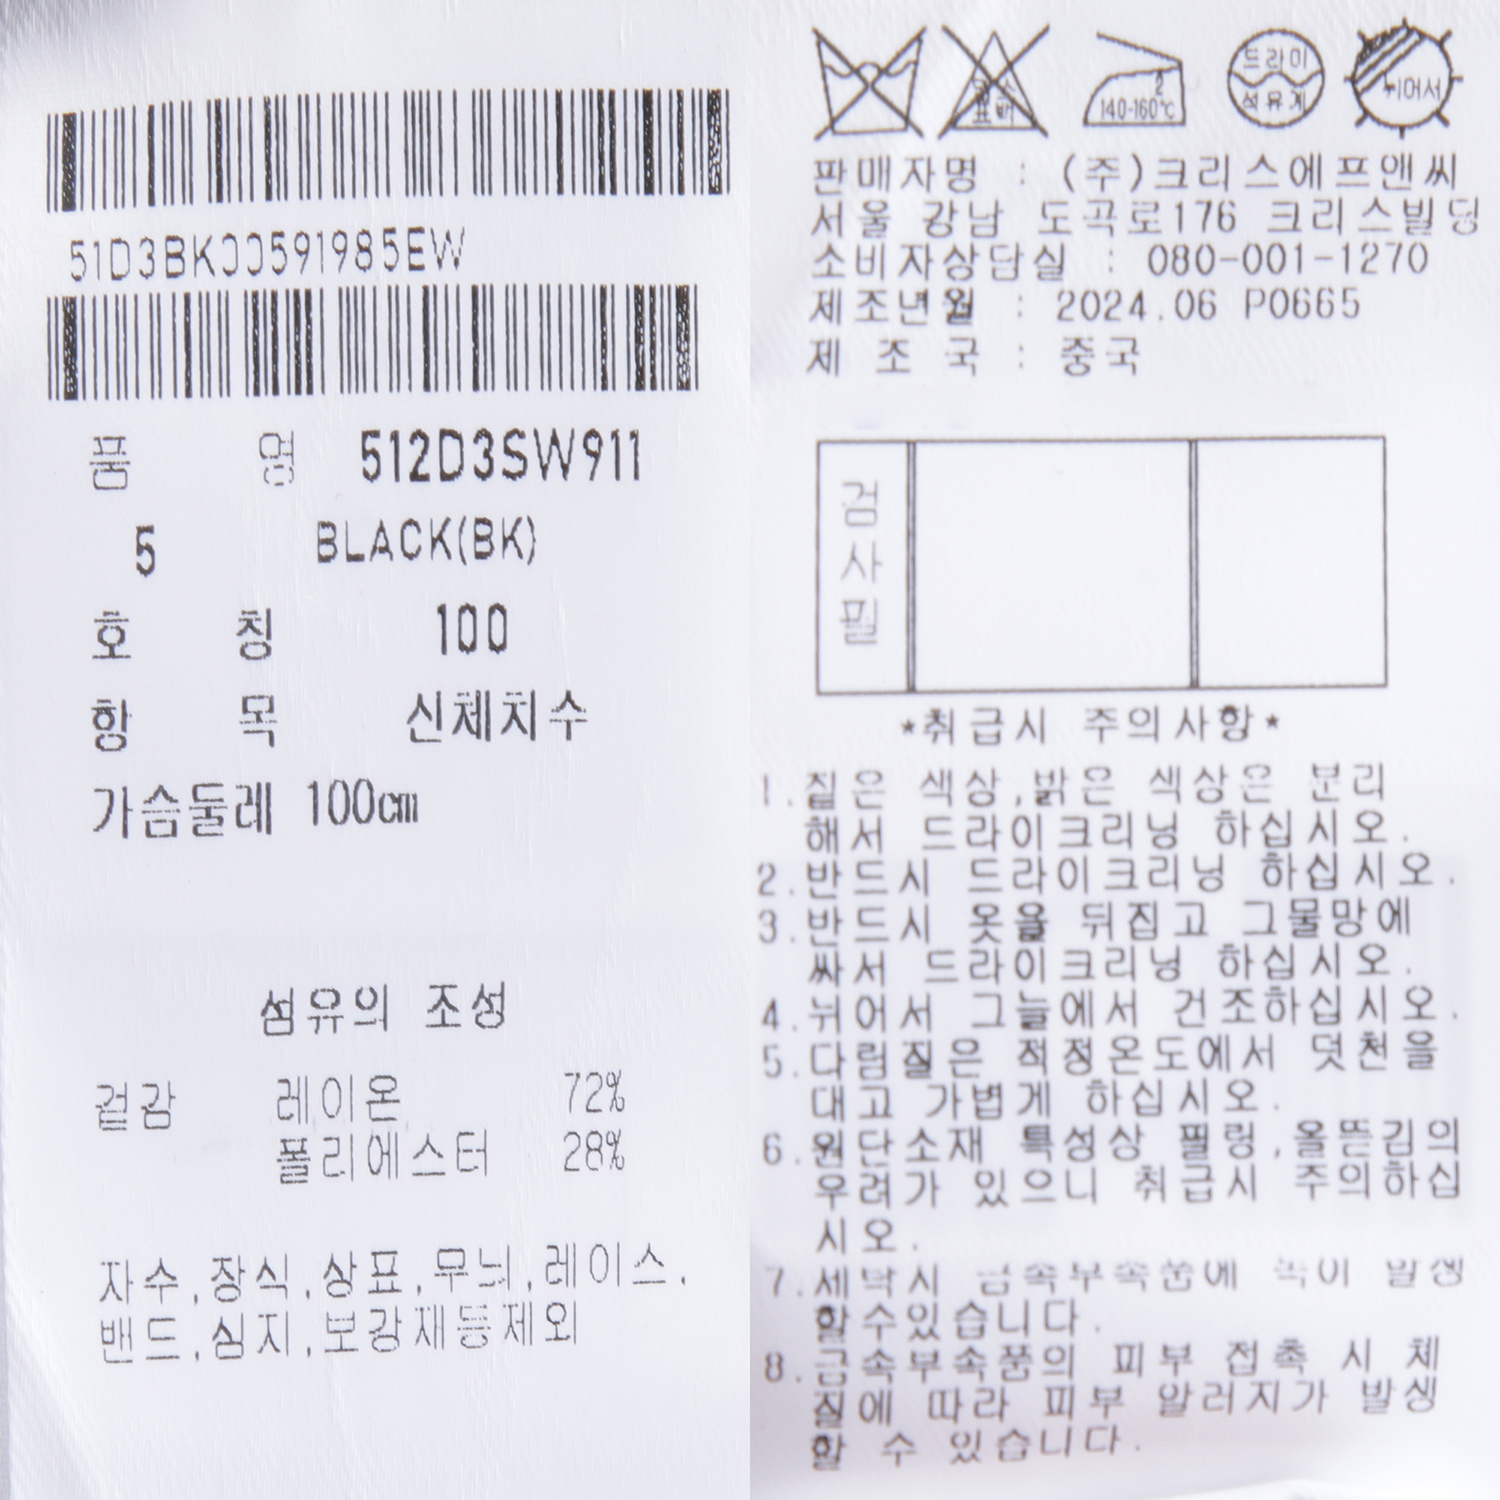 51D3BK00591985EW
품 명 512D3SW911
5 BLACK(BK)
호 칭 100
항 목 신체치수
가슴둘레 100cm
섬유의 조성
겉감 레이온 72%
폴리에스터 28%
자수,장식,상표,무늬,레이스.
밴드,심지,보강재등제외
염소
표백
2
140-160℃
드라이
석유계
뉘어서
판매자명 : (주)크리스에프앤씨
서울 강남 도곡로176 크리스빌딩
소비자상담실 : 080-001-1270
제조년월 : 2024.06 P0665
제 조 국 : 중국
검
사
필
*취급시 주의사항*
1.짙은 색상,밝은 색상은 분리
해서 드라이크리닝 하십시오.
2.반드시 드라이크리닝 하십시오.
3.반드시 옷을 뒤집고 그물망에
싸서 드라이크리닝 하십시오.
4.뉘어서 그늘에서 건조하십시오.
5.다림질은 적정온도에서 덧천을
대고 가볍게 하십시오.
6.원단소재 특성상 필링,올뜯김의
우려가 있으니 취급시 주의하십
시오.
7.세탁시 금속부속품에 녹이 발생
할수있습니다.
8.금속부속품의 피부 접촉 시 체
질에 따라 피부 알러지가 발생
할 수 있습니다.